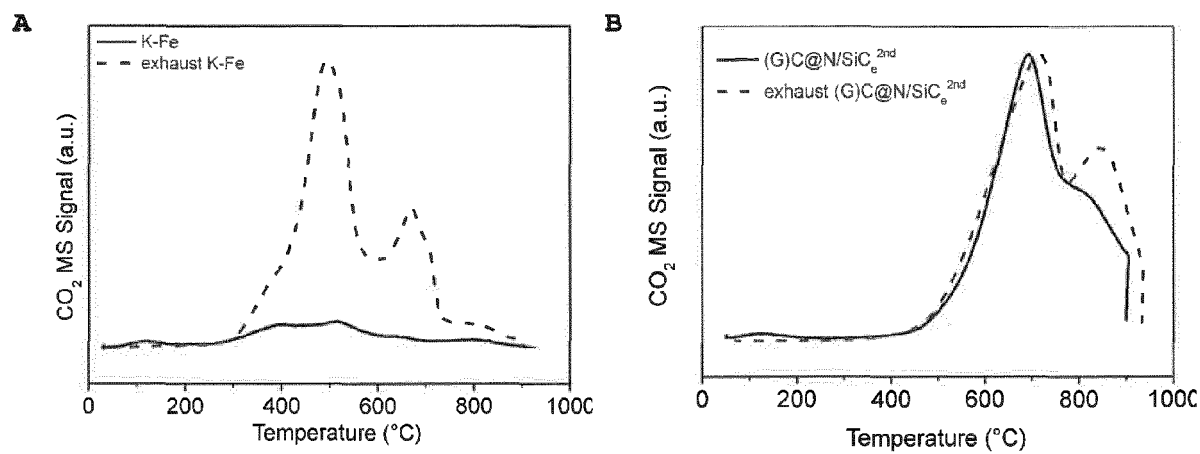 A
K-Fe
exhaust K-Fe
CO₂ MS Signal (a.u.)
0 200 400 600 800 1000
Temperature (°C)
B
(G)C@N/SiCₑ²ⁿᵈ
exhaust (G)C@N/SiCₑ²ⁿᵈ
CO₂ MS Signal (a.u.)
0 200 400 600 800 1000
Temperature (°C)